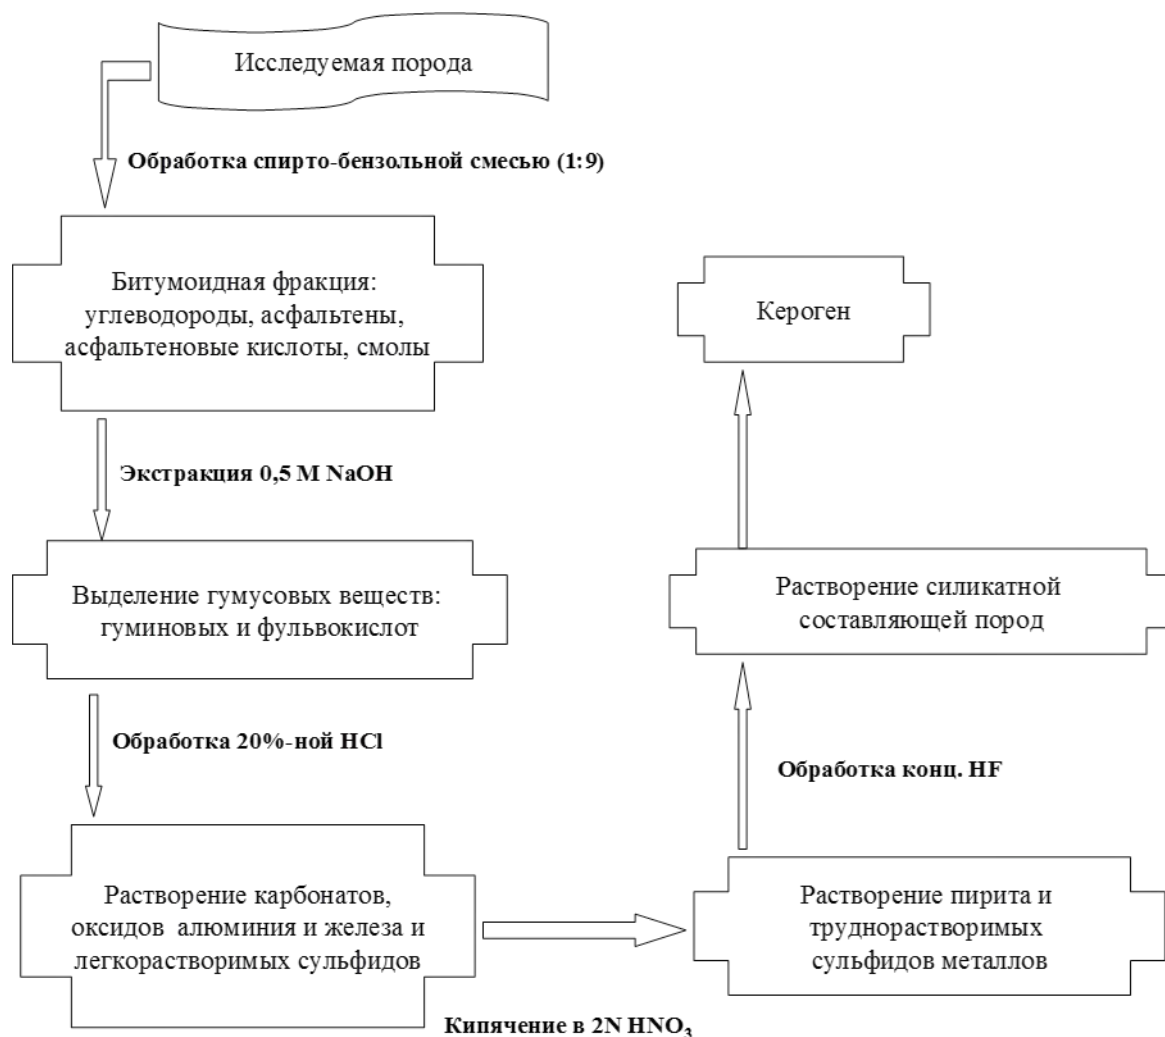 Исследуемая порода
Обработка спирто-бензольной смесью (1:9)
Битумоидная фракция:
углеводороды, асфальтены,
асфальтеновые кислоты, смолы
Экстракция 0,5 М NaOH
Выделение гумусовых веществ:
гуминовых и фульвокислот
Обработка 20%-ной HCl
Растворение карбонатов,
оксидов алюминия и железа и
легкорастворимых сульфидов
Кипячение в 2N HNO₃
Растворение пирита и
труднорастворимых
сульфидов металлов
Обработка конц. HF
Растворение силикатной
составляющей пород
Кероген